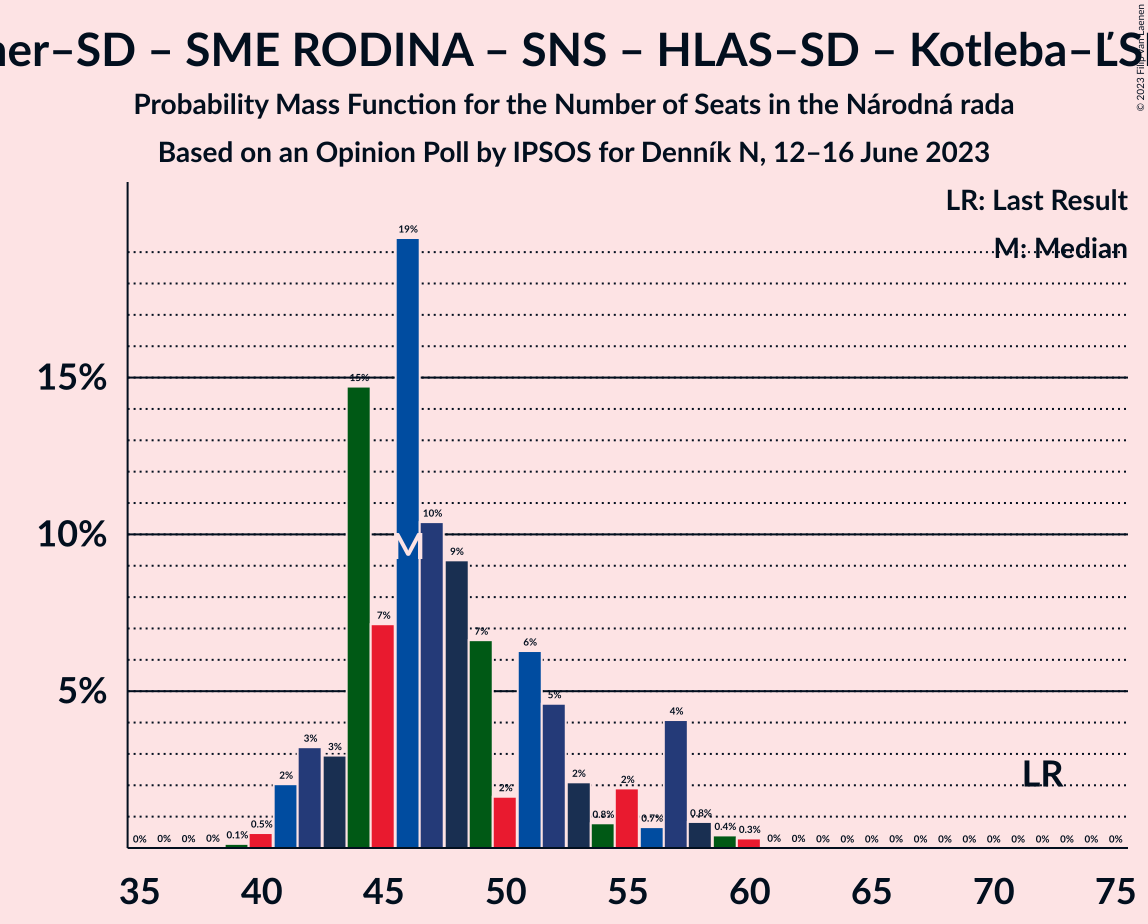 ner–SD – SME RODINA – SNS – HLAS–SD – Kotleba–ĽS
Probability Mass Function for the Number of Seats in the Národná rada
Based on an Opinion Poll by IPSOS for Denník N, 12–16 June 2023
© 2023 Filip van Laenen
LR: Last Result
M: Median
15%
10%
5%
0% 0% 0% 0% 0.1% 0.5% 2% 3% 3% 15% 7% 19% 10% 9% 7% 2% 6% 5% 2% 0.8% 2% 0.7% 4% 0.8% 0.4% 0.3% 0% 0% 0% 0% 0% 0% 0% 0% 0% 0% 0% 0% 0% 0% 0%
M
LR
35 40 45 50 55 60 65 70 75